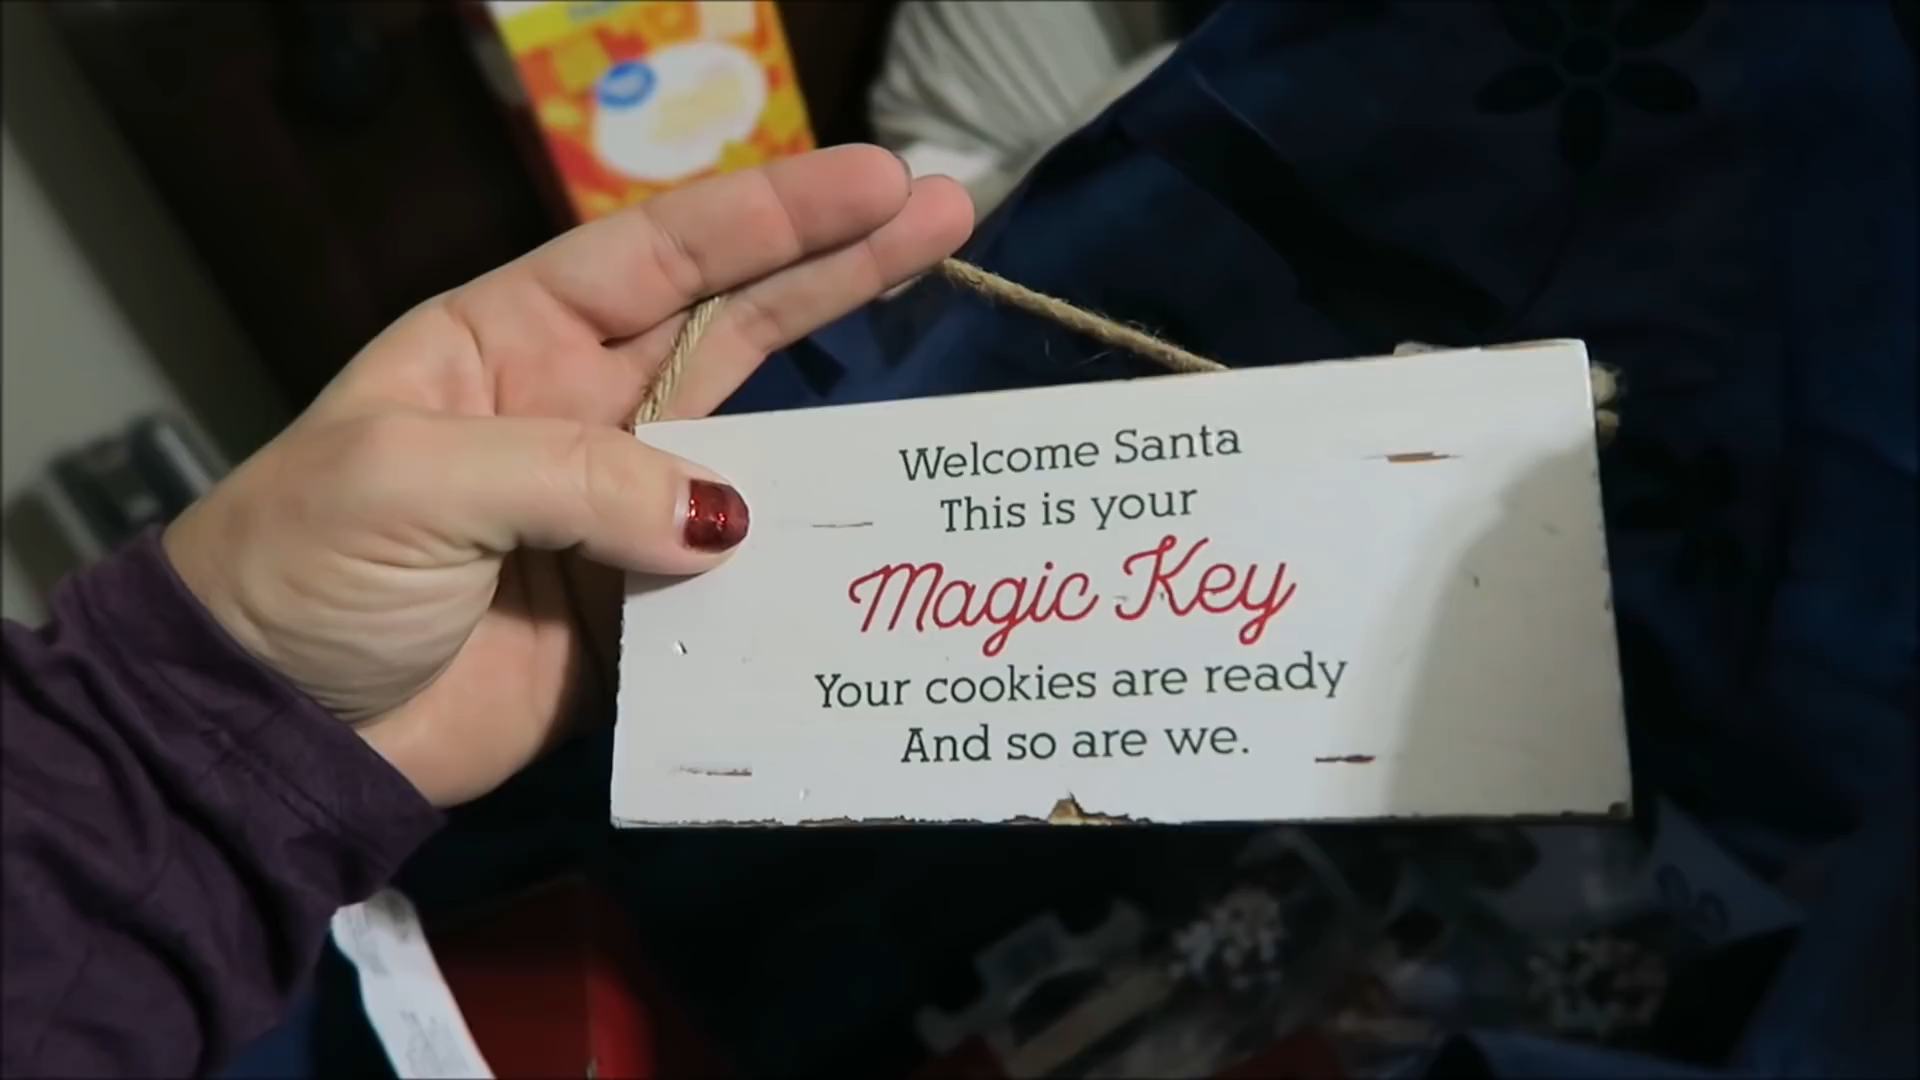 Welcome Santa
This is your
Magic Key
Your cookies are ready
And so are we.